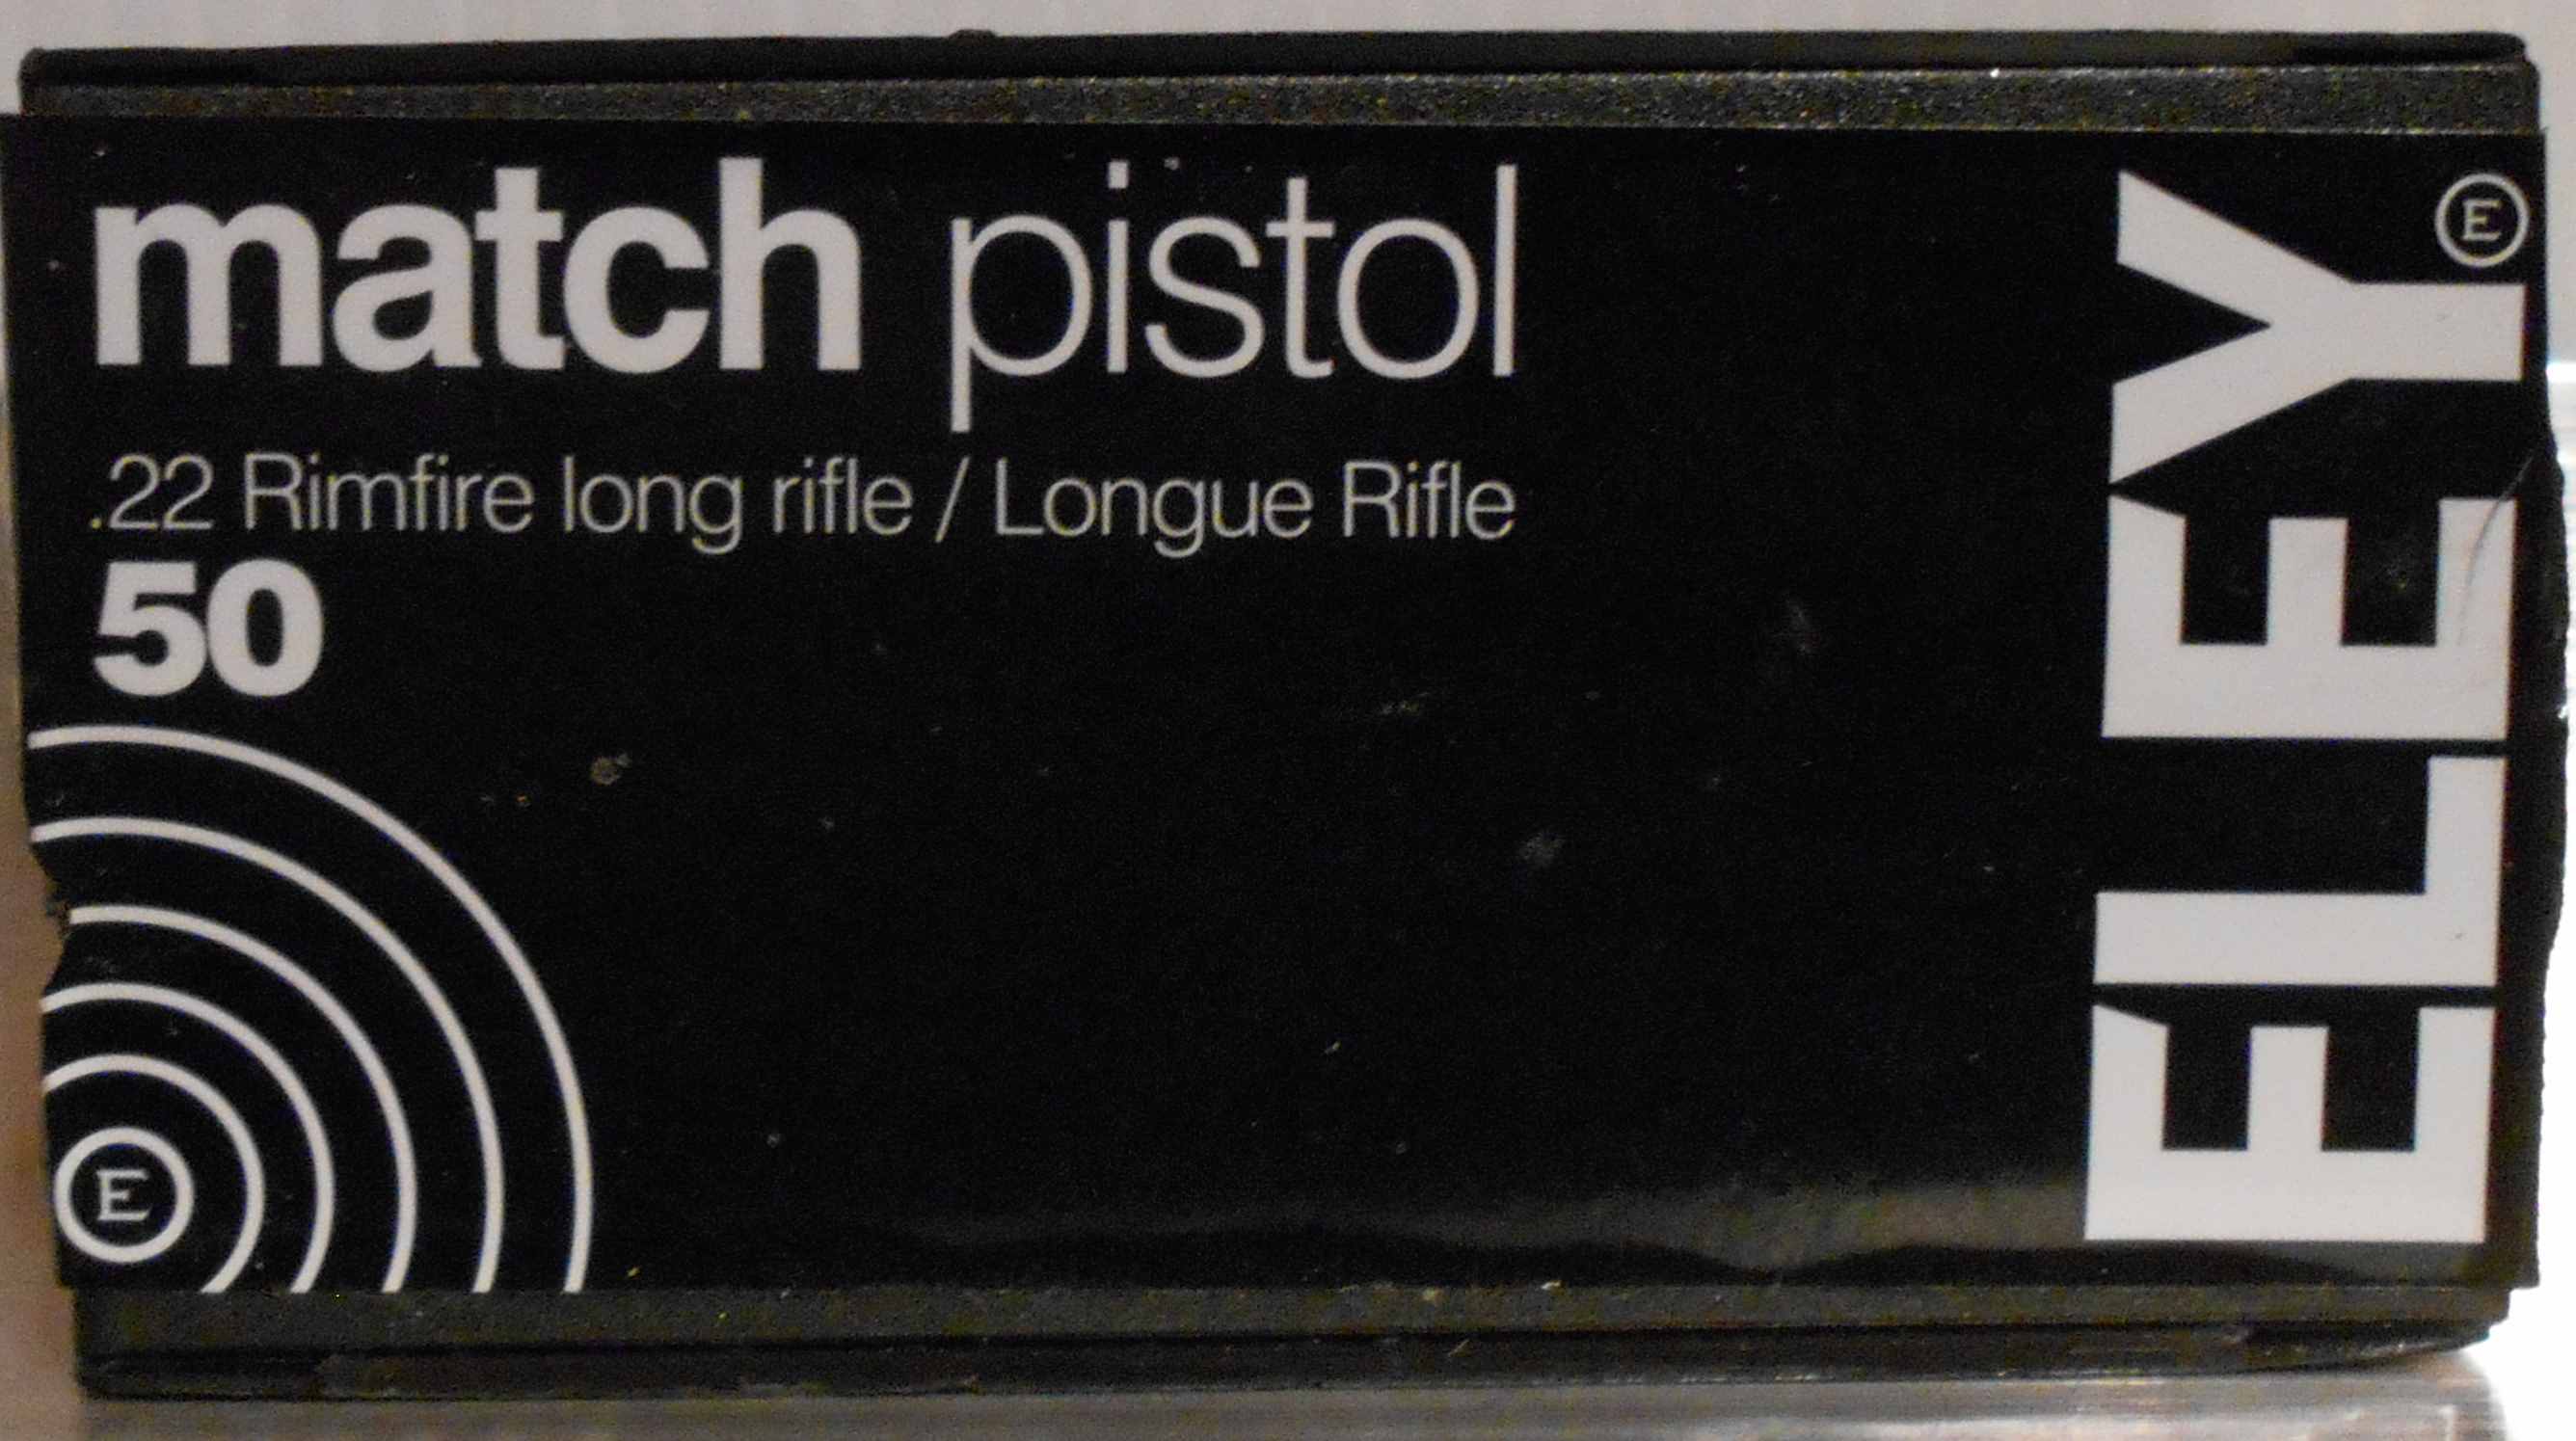 match pistol
.22 Rimfire long rifle / Longue Rifle
50
E
ELEY
E